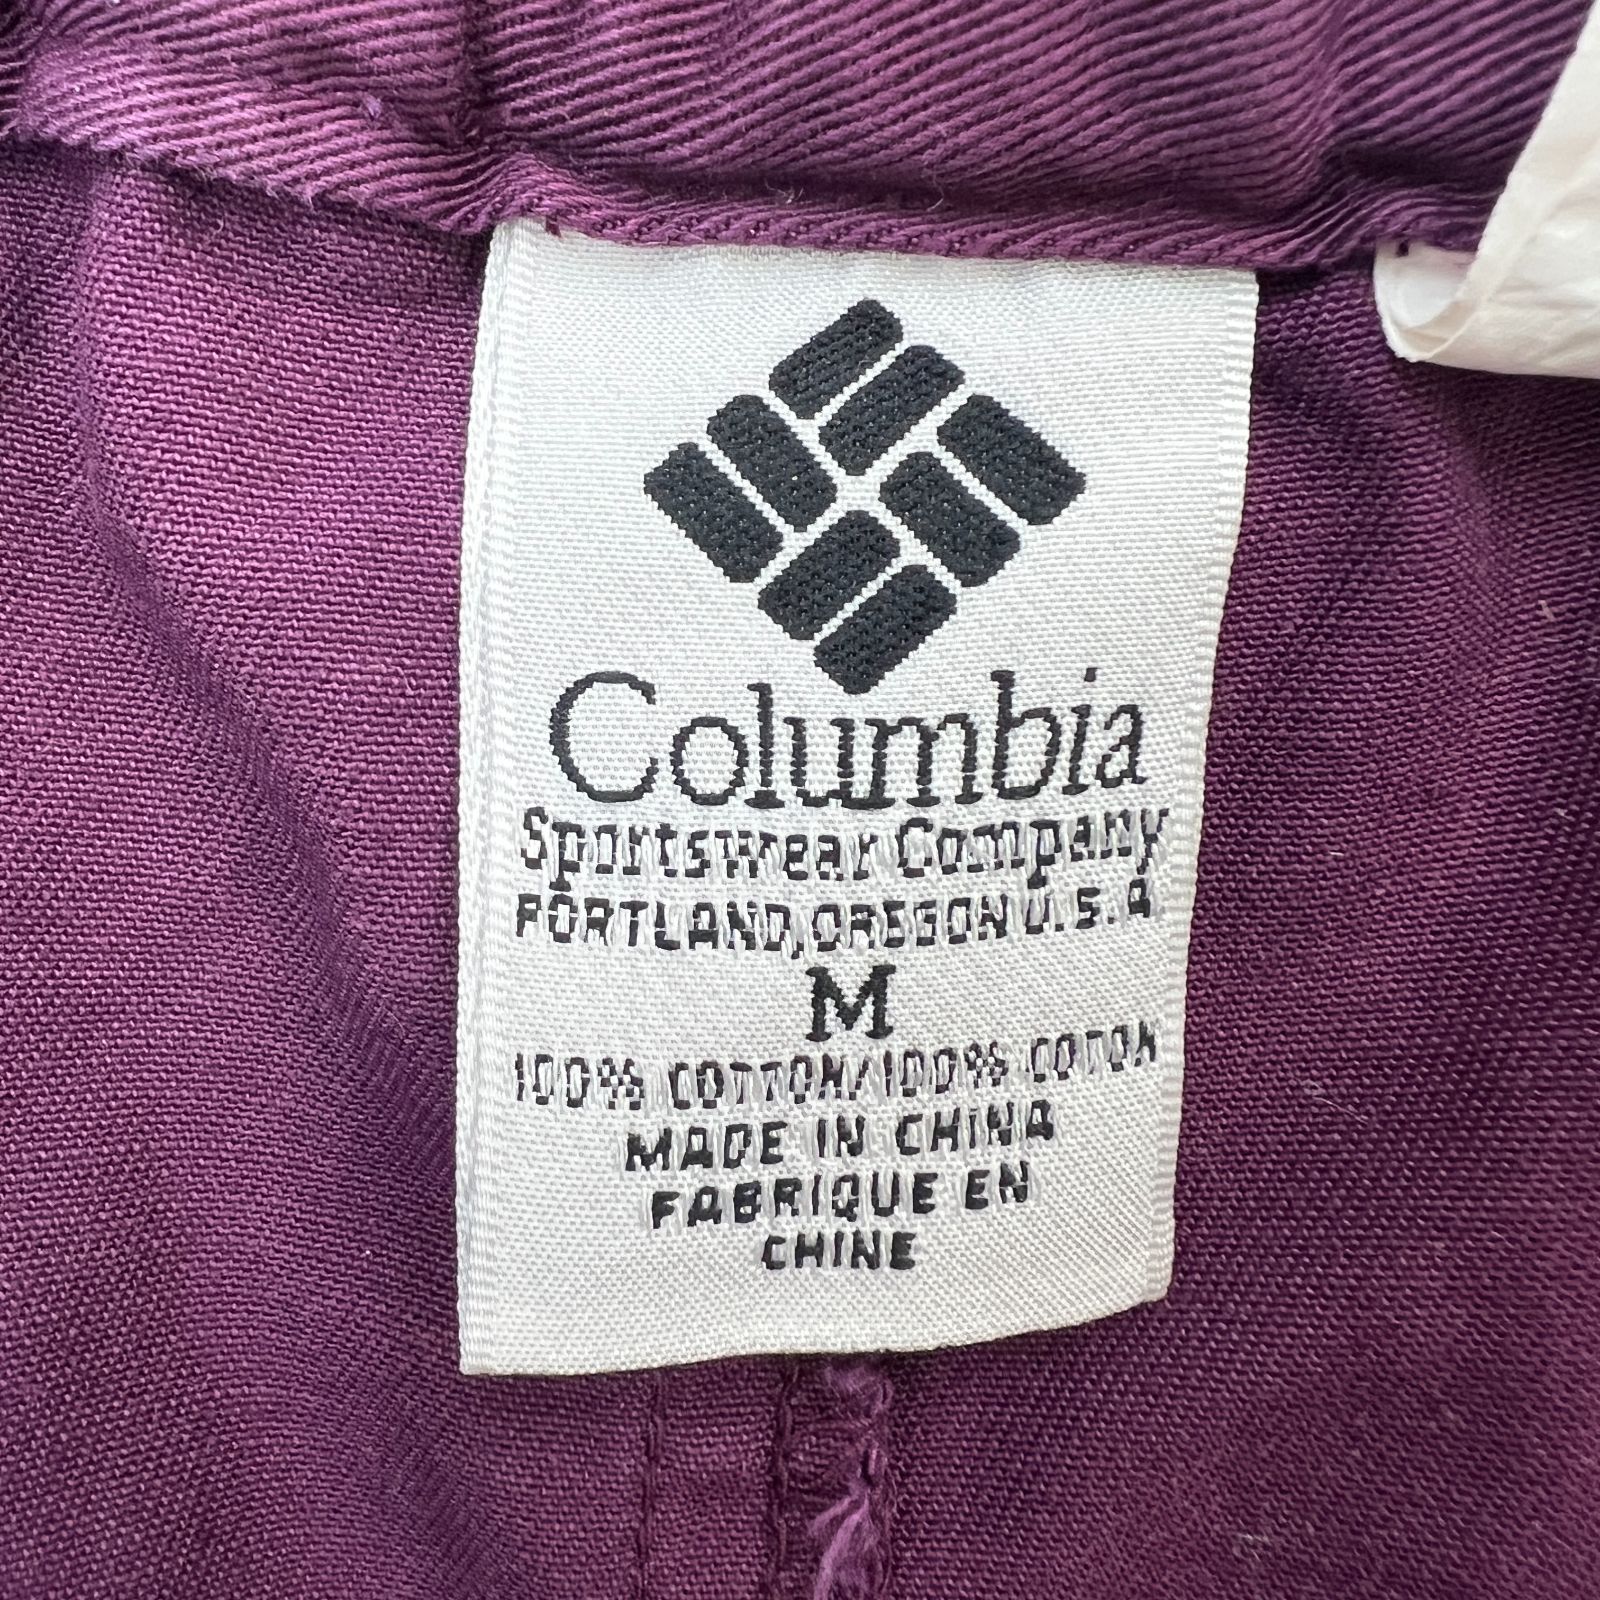 Columbia
Sportswear Company
PORTLAND, OREGON U.S.A
M
100% COTTON/100% COTON
MADE IN CHINA
FABRIQUE EN
CHINE